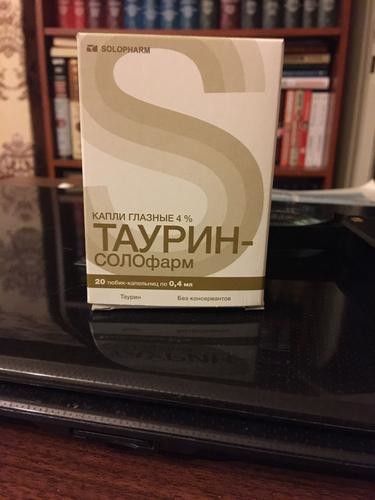 SOLOPHARM
КАПЛИ ГЛАЗНЫЕ 4 %
ТАУРИН-
СОЛОфарм
20 тюбик-капельниц по 0,4 мл
Таурин Без консервантов